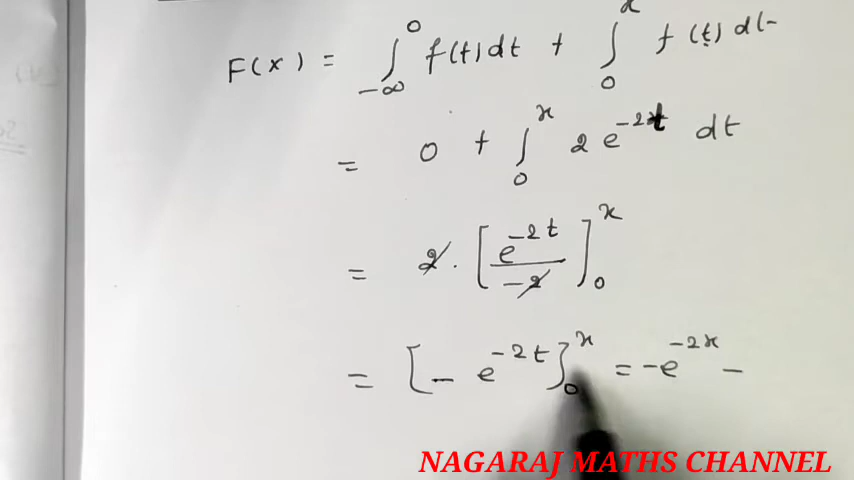 F(x) = ∫_{-∞}^{0} f(t) dt + ∫_{0}^{x} f(t) dt
= 0 + ∫_{0}^{x} 2 e^{-2t} dt
= 2 . [e^{-2t} / -2]_{0}^{x}
= [- e^{-2t}]_{0}^{x} = -e^{-2x} -
NAGARAJ MATHS CHANNEL